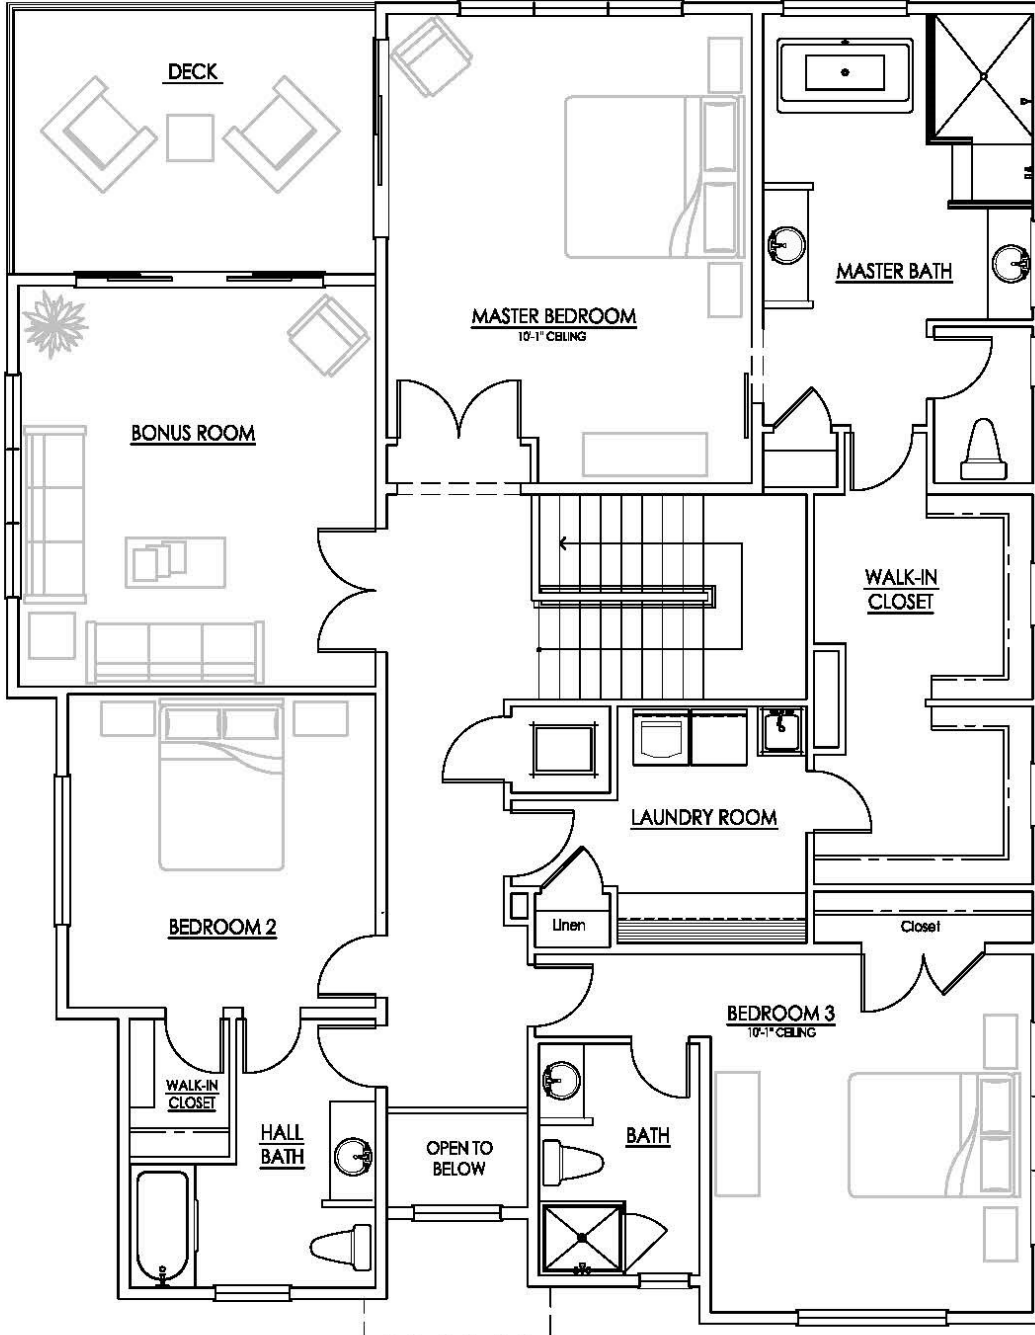 DECK
MASTER BEDROOM
10'-1" CEILING
MASTER BATH
BONUS ROOM
WALK-IN
CLOSET
LAUNDRY ROOM
Linen
Closet
BEDROOM 2
BEDROOM 3
10'-1" CEILING
WALK-IN
CLOSET
HALL
BATH
OPEN TO
BELOW
BATH